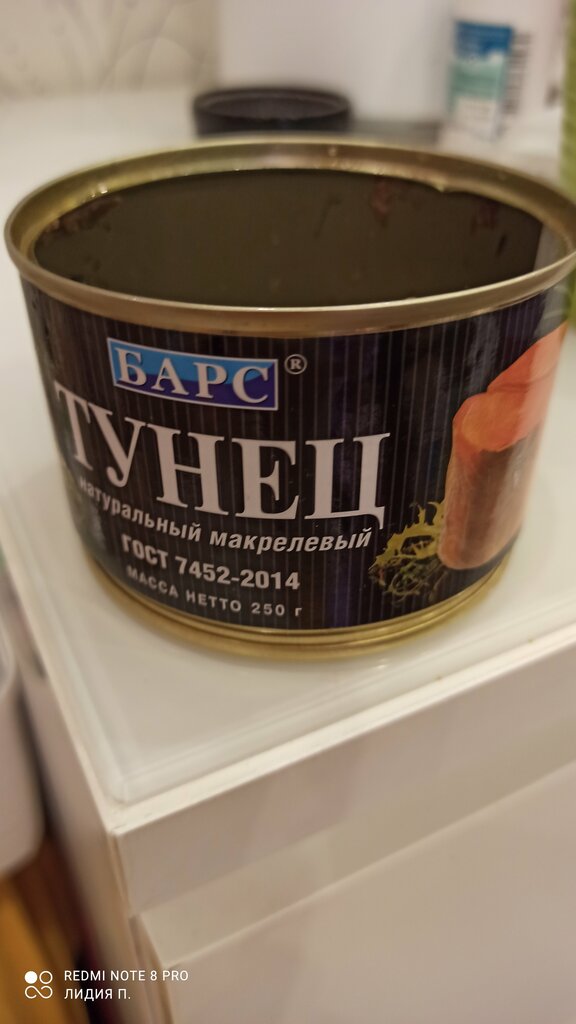 БАРС®
ТУНЕЦ
натуральный макрелевый
ГОСТ 7452-2014
МАССА НЕТТО 250 г
REDMI NOTE 8 PRO
ЛИДИЯ П.